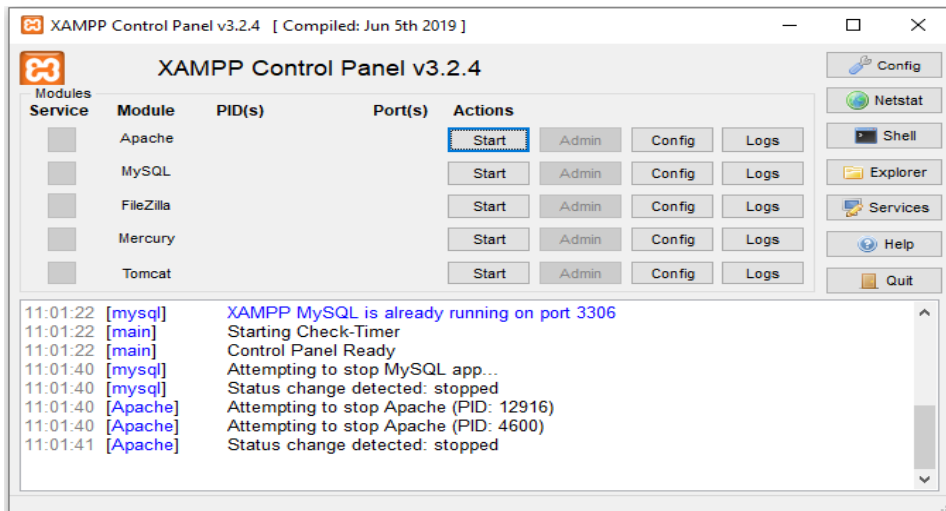 XAMPP Control Panel v3.2.4 [ Compiled: Jun 5th 2019 ]
XAMPP Control Panel v3.2.4
Config
Modules
Service Module PID(s) Port(s) Actions
Netstat
Apache Start Admin Config Logs
Shell
MySQL Start Admin Config Logs
Explorer
FileZilla Start Admin Config Logs
Services
Mercury Start Admin Config Logs
Help
Tomcat Start Admin Config Logs
Quit
11:01:22 [mysql] XAMPP MySQL is already running on port 3306
11:01:22 [main] Starting Check-Timer
11:01:22 [main] Control Panel Ready
11:01:40 [mysql] Attempting to stop MySQL app...
11:01:40 [mysql] Status change detected: stopped
11:01:40 [Apache] Attempting to stop Apache (PID: 12916)
11:01:40 [Apache] Attempting to stop Apache (PID: 4600)
11:01:41 [Apache] Status change detected: stopped